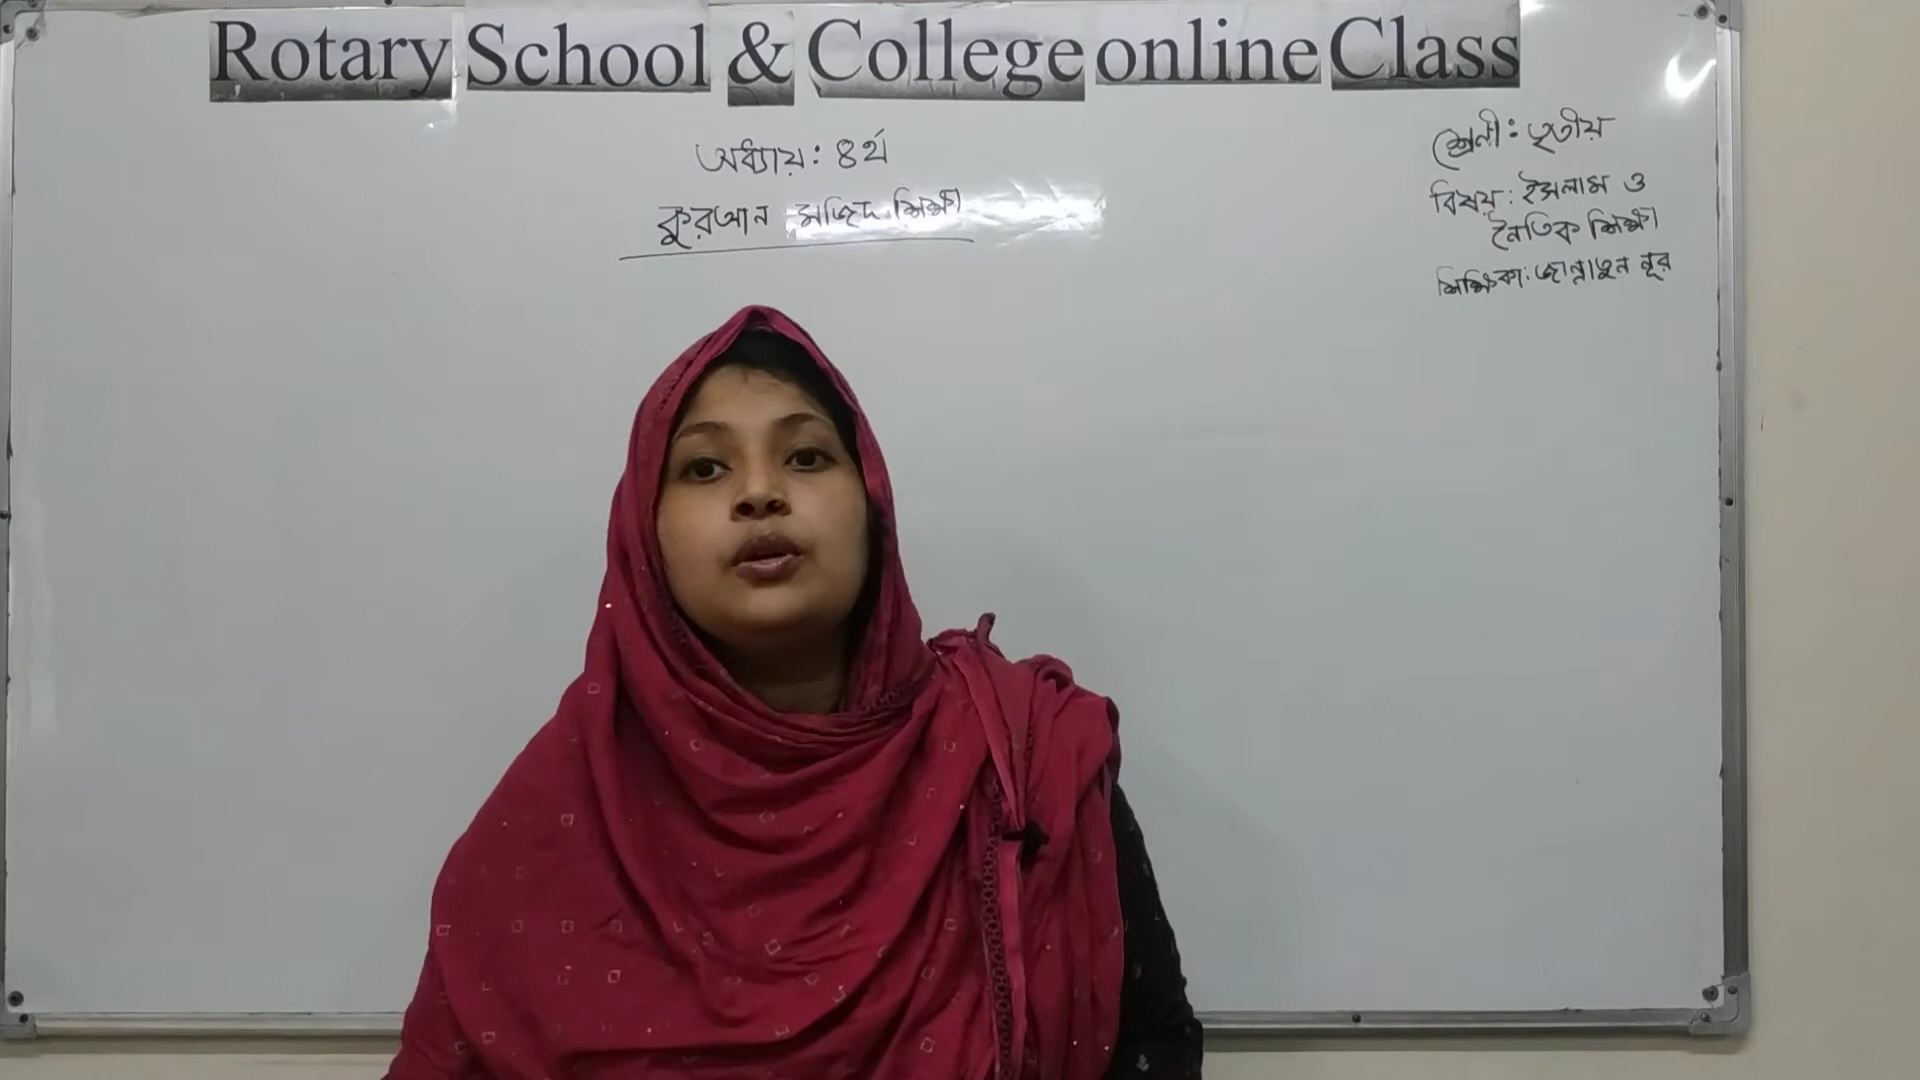 Rotary School & College online Class
অধ্যায়: ৪র্থ
কুরআন মজিদ শিক্ষা
শ্রেণী: তৃতীয়
বিষয়: ইসলাম ও
নৈতিক শিক্ষা
শিক্ষিকা: জান্নাতুন নূর